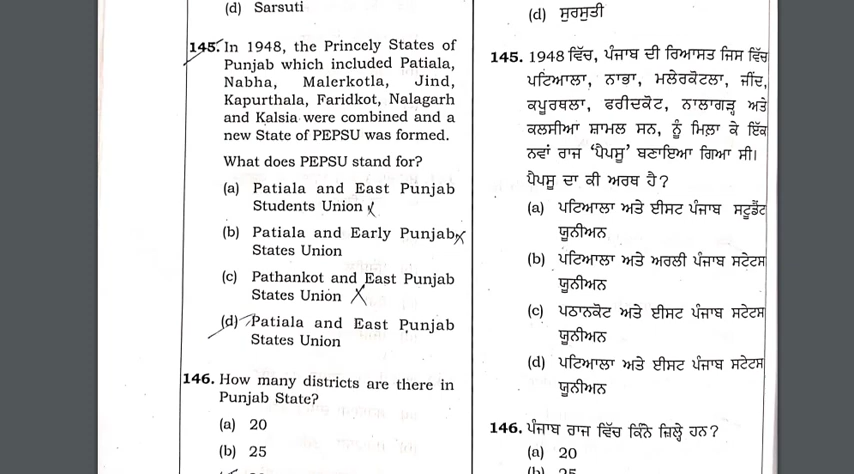 (d) Sarsuti
145. In 1948, the Princely States of
Punjab which included Patiala,
Nabha, Malerkotla, Jind,
Kapurthala, Faridkot, Nalagarh
and Kalsia were combined and a
new State of PEPSU was formed.
What does PEPSU stand for?
(a) Patiala and East Punjab
Students Union
(b) Patiala and Early Punjab
States Union
(c) Pathankot and East Punjab
States Union
(d) Patiala and East Punjab
States Union
146. How many districts are there in
Punjab State?
(a) 20
(b) 25
(d) ਸੁਰਸੁਤੀ
145. 1948 ਵਿੱਚ, ਪੰਜਾਬ ਦੀ ਰਿਆਸਤ ਜਿਸ ਵਿੱਚ
ਪਟਿਆਲਾ, ਨਾਭਾ, ਮਲੇਰਕੋਟਲਾ, ਜੀਂਦ,
ਕਪੂਰਥਲਾ, ਫਰੀਦਕੋਟ, ਨਾਲਾਗੜ੍ਹ ਅਤੇ
ਕਲਸੀਆ ਸ਼ਾਮਲ ਸਨ, ਨੂੰ ਮਿਲਾ ਕੇ ਇੱਕ
ਨਵਾਂ ਰਾਜ ‘ਪੈਪਸੂ’ ਬਣਾਇਆ ਗਿਆ ਸੀ।
ਪੈਪਸੂ ਦਾ ਕੀ ਅਰਥ ਹੈ?
(a) ਪਟਿਆਲਾ ਅਤੇ ਈਸਟ ਪੰਜਾਬ ਸਟੂਡੈਂਟ
ਯੂਨੀਅਨ
(b) ਪਟਿਆਲਾ ਅਤੇ ਅਰਲੀ ਪੰਜਾਬ ਸਟੇਟਸ
ਯੂਨੀਅਨ
(c) ਪਠਾਨਕੋਟ ਅਤੇ ਈਸਟ ਪੰਜਾਬ ਸਟੇਟਸ
ਯੂਨੀਅਨ
(d) ਪਟਿਆਲਾ ਅਤੇ ਈਸਟ ਪੰਜਾਬ ਸਟੇਟਸ
ਯੂਨੀਅਨ
146. ਪੰਜਾਬ ਰਾਜ ਵਿੱਚ ਕਿੰਨੇ ਜ਼ਿਲ੍ਹੇ ਹਨ?
(a) 20
(b) 25